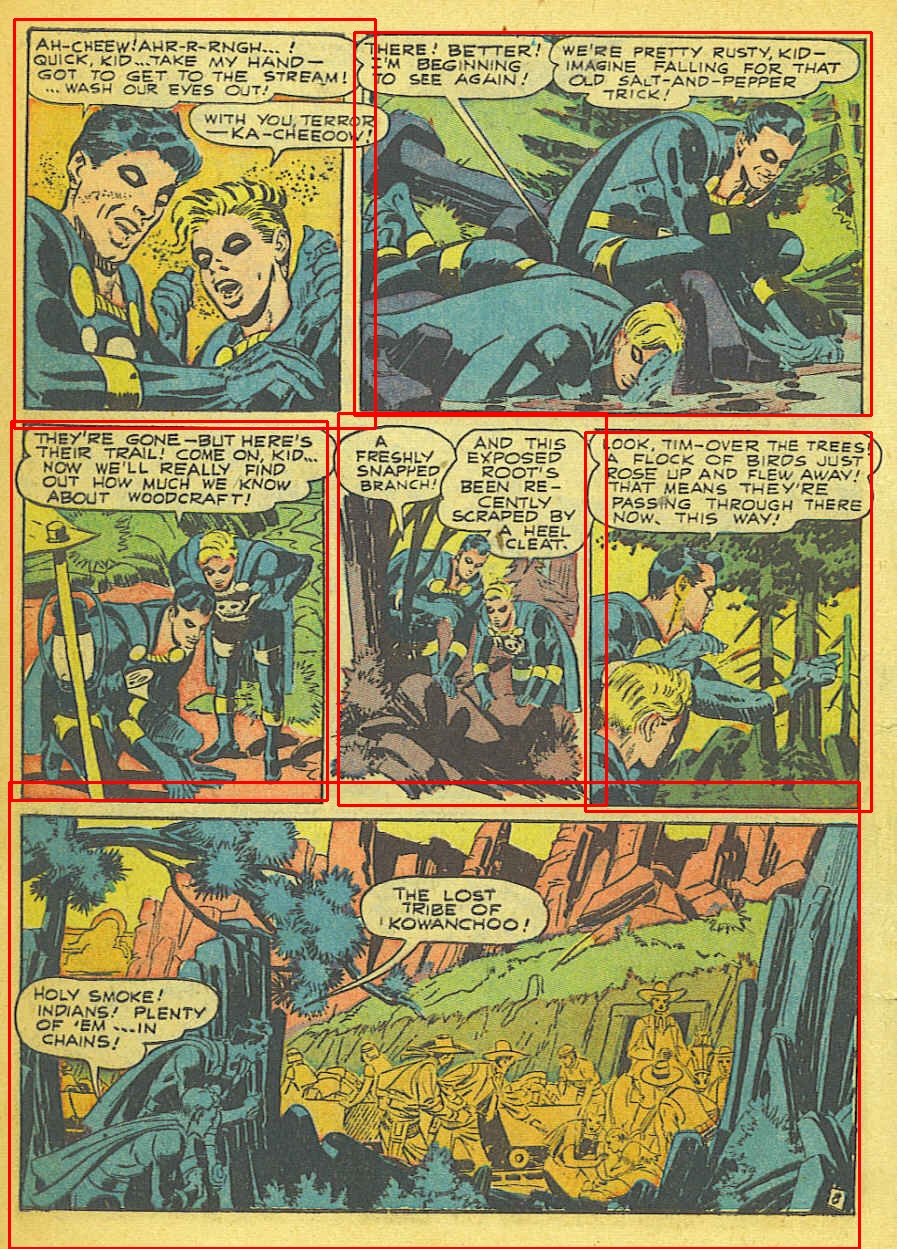 AH-CHEEW! AHR-R-RNGH...!
QUICK, KID...TAKE MY HAND—
GOT TO GET TO THE STREAM!
...WASH OUR EYES OUT!
WITH YOU, TERROR
—KA-CHEEOOW!
THERE! BETTER!
I'M BEGINNING
TO SEE AGAIN!
WE'RE PRETTY RUSTY, KID—
IMAGINE FALLING FOR THAT
OLD SALT-AND-PEPPER
TRICK!
THEY'RE GONE—BUT HERE'S
THEIR TRAIL! COME ON, KID...
NOW WE'LL REALLY FIND
OUT HOW MUCH WE KNOW
ABOUT WOODCRAFT!
A
FRESHLY
SNAPPED
BRANCH!
AND THIS
EXPOSED
ROOT'S
BEEN RE-
CENTLY
SCRAPED BY
A HEEL
CLEAT.
LOOK, TIM—OVER THE TREES!
A FLOCK OF BIRDS JUST
ROSE UP AND FLEW AWAY!
THAT MEANS THEY'RE
PASSING THROUGH THERE
NOW. THIS WAY!
THE LOST
TRIBE OF
KOWANCHOO!
HOLY SMOKE!
INDIANS! PLENTY
OF 'EM ...IN
CHAINS!
8